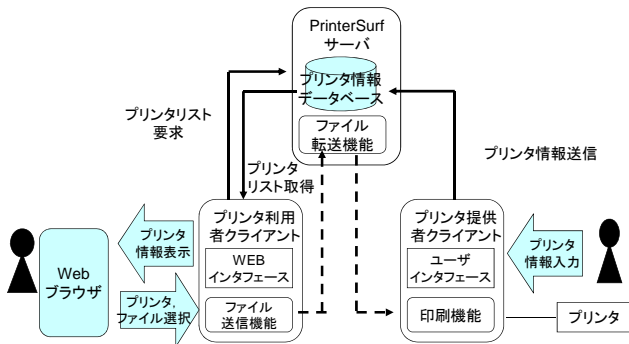 PrinterSurf
サーバ
プリンタ情報
データベース
ファイル
転送機能
プリンタリスト
要求
プリンタ
リスト取得
プリンタ情報送信
プリンタ利用
者クライアント
WEB
インタフェース
ファイル
送信機能
プリンタ提供
者クライアント
ユーザ
インタフェース
印刷機能
プリンタ
情報表示
プリンタ,
ファイル選択
Web
ブラウザ
プリンタ
情報入力
プリンタ